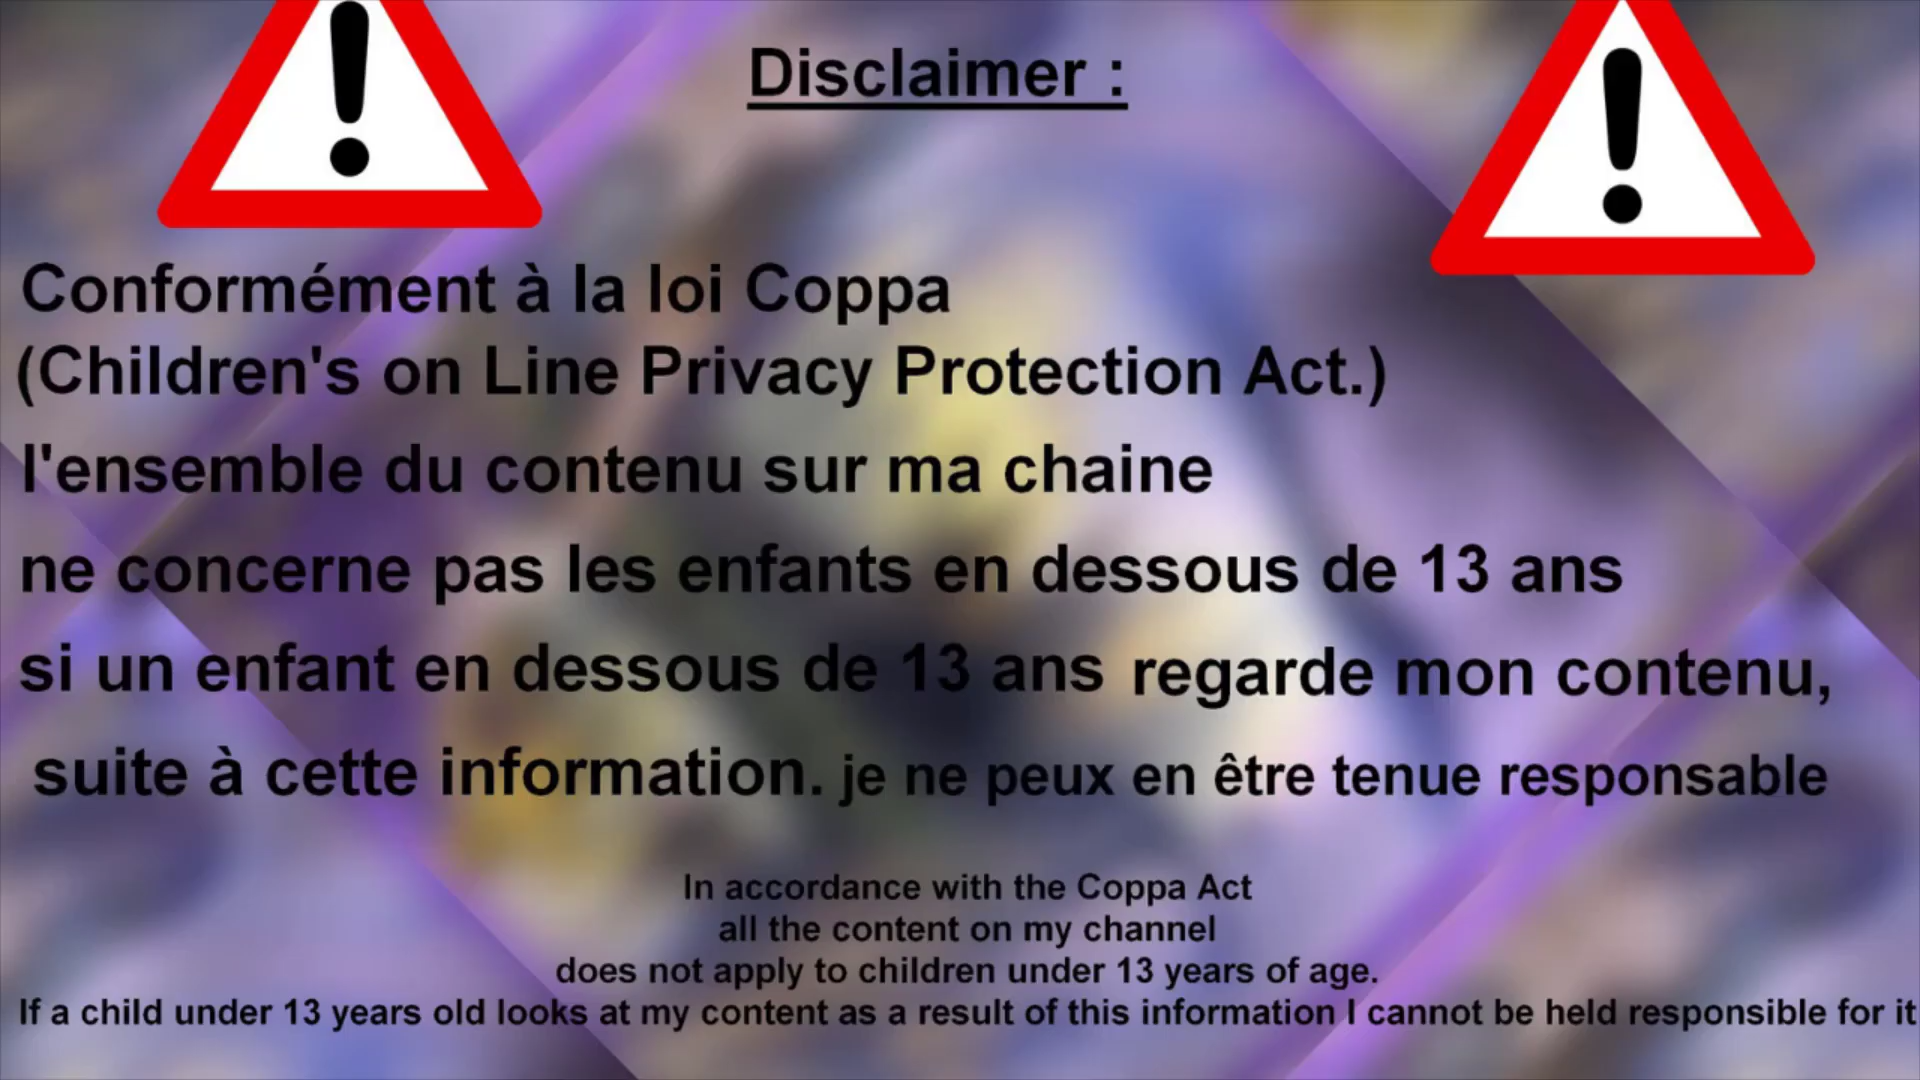 Disclaimer :
Conformément à la loi Coppa
(Children's on Line Privacy Protection Act.)
l'ensemble du contenu sur ma chaine
ne concerne pas les enfants en dessous de 13 ans
si un enfant en dessous de 13 ans regarde mon contenu,
suite à cette information. je ne peux en être tenue responsable
In accordance with the Coppa Act
all the content on my channel
does not apply to children under 13 years of age.
If a child under 13 years old looks at my content as a result of this information I cannot be held responsible for it